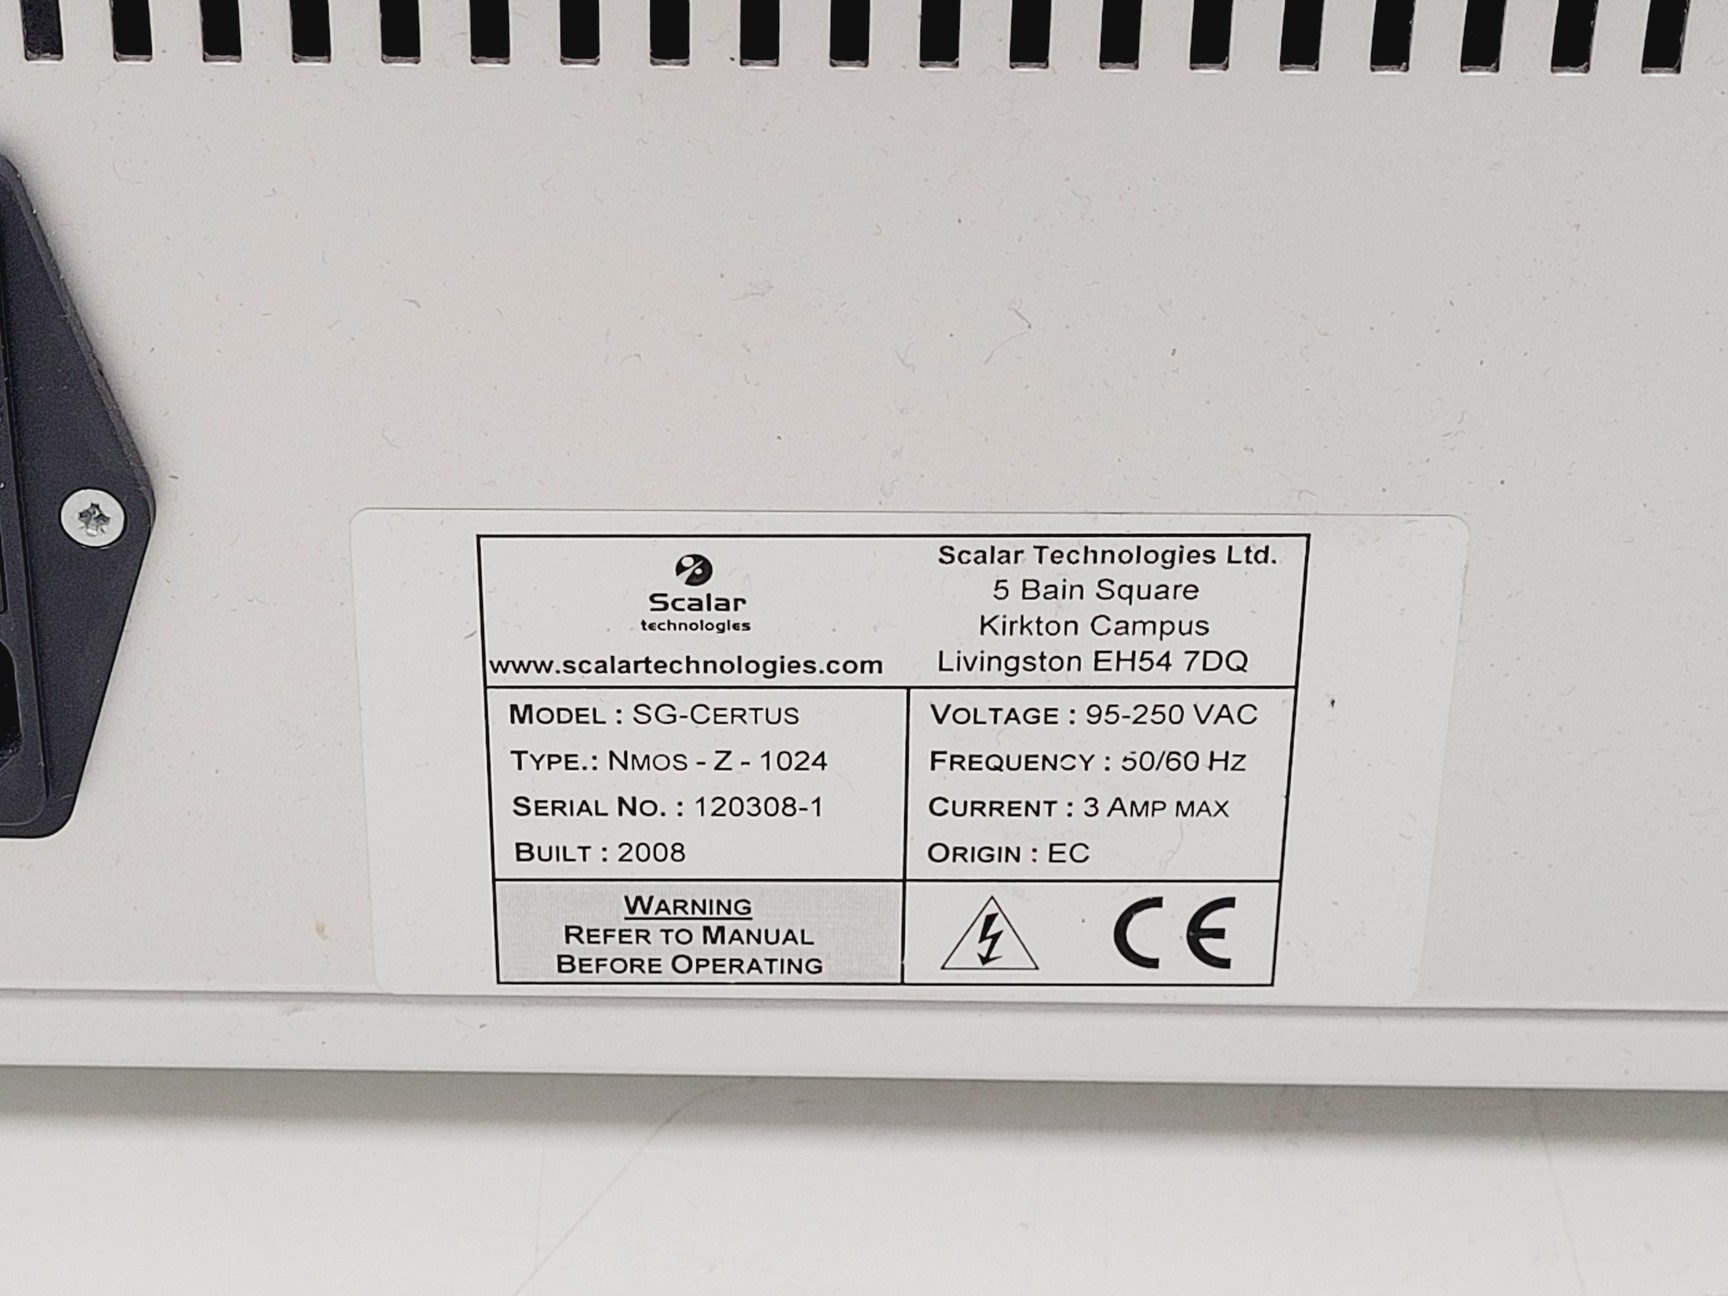 Scalar
technologies
www.scalartechnologies.com
Scalar Technologies Ltd.
5 Bain Square
Kirkton Campus
Livingston EH54 7DQ
MODEL : SG-CERTUS
TYPE.: NMOS - Z - 1024
SERIAL NO. : 120308-1
BUILT : 2008
VOLTAGE : 95-250 VAC
FREQUENCY : 50/60 HZ
CURRENT : 3 AMP MAX
ORIGIN : EC
WARNING
REFER TO MANUAL
BEFORE OPERATING
CE